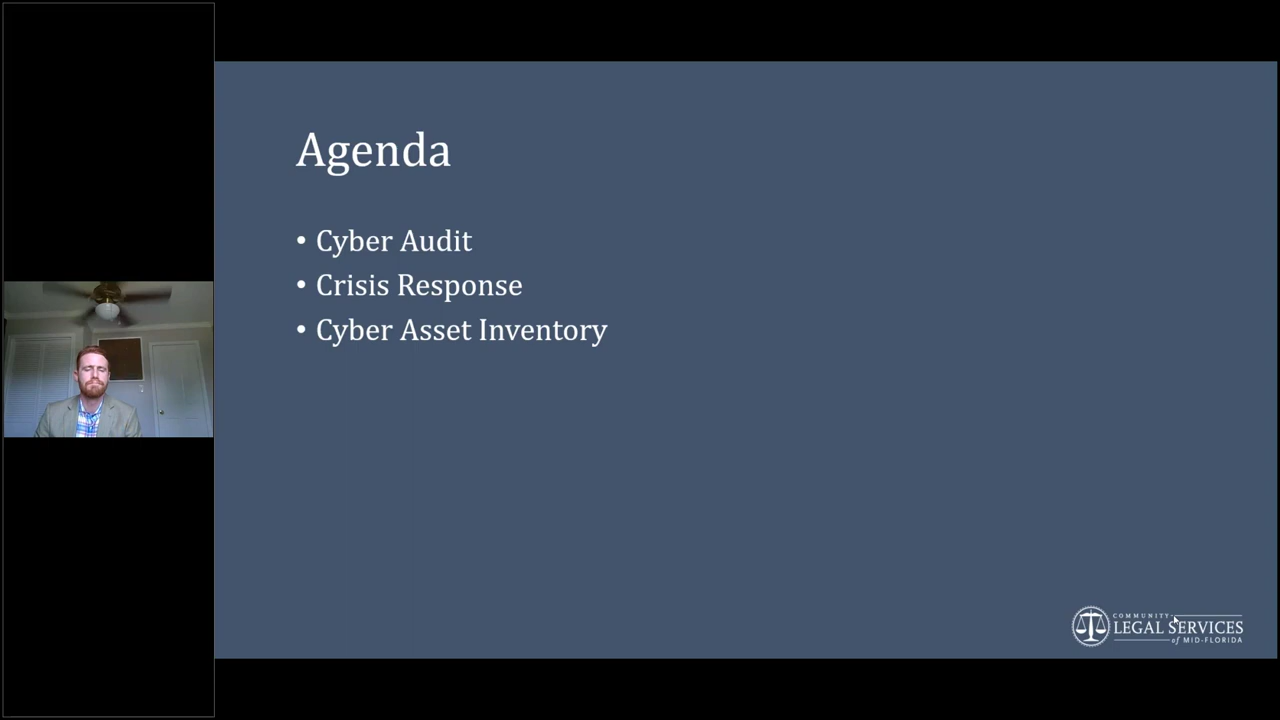 Agenda
• Cyber Audit
• Crisis Response
• Cyber Asset Inventory
COMMUNITY
LEGAL SERVICES
of MID-FLORIDA